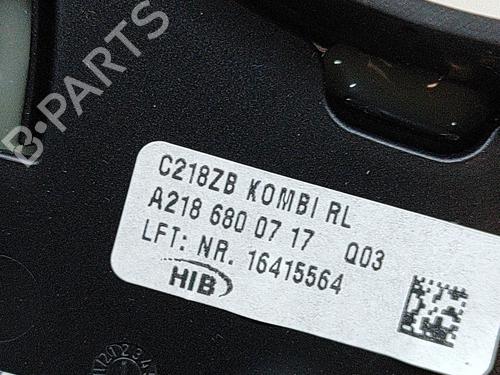 B-PARTS
C218ZB KOMBI RL
A218 680 07 17 Q03
LFT: NR. 16415564
HIB